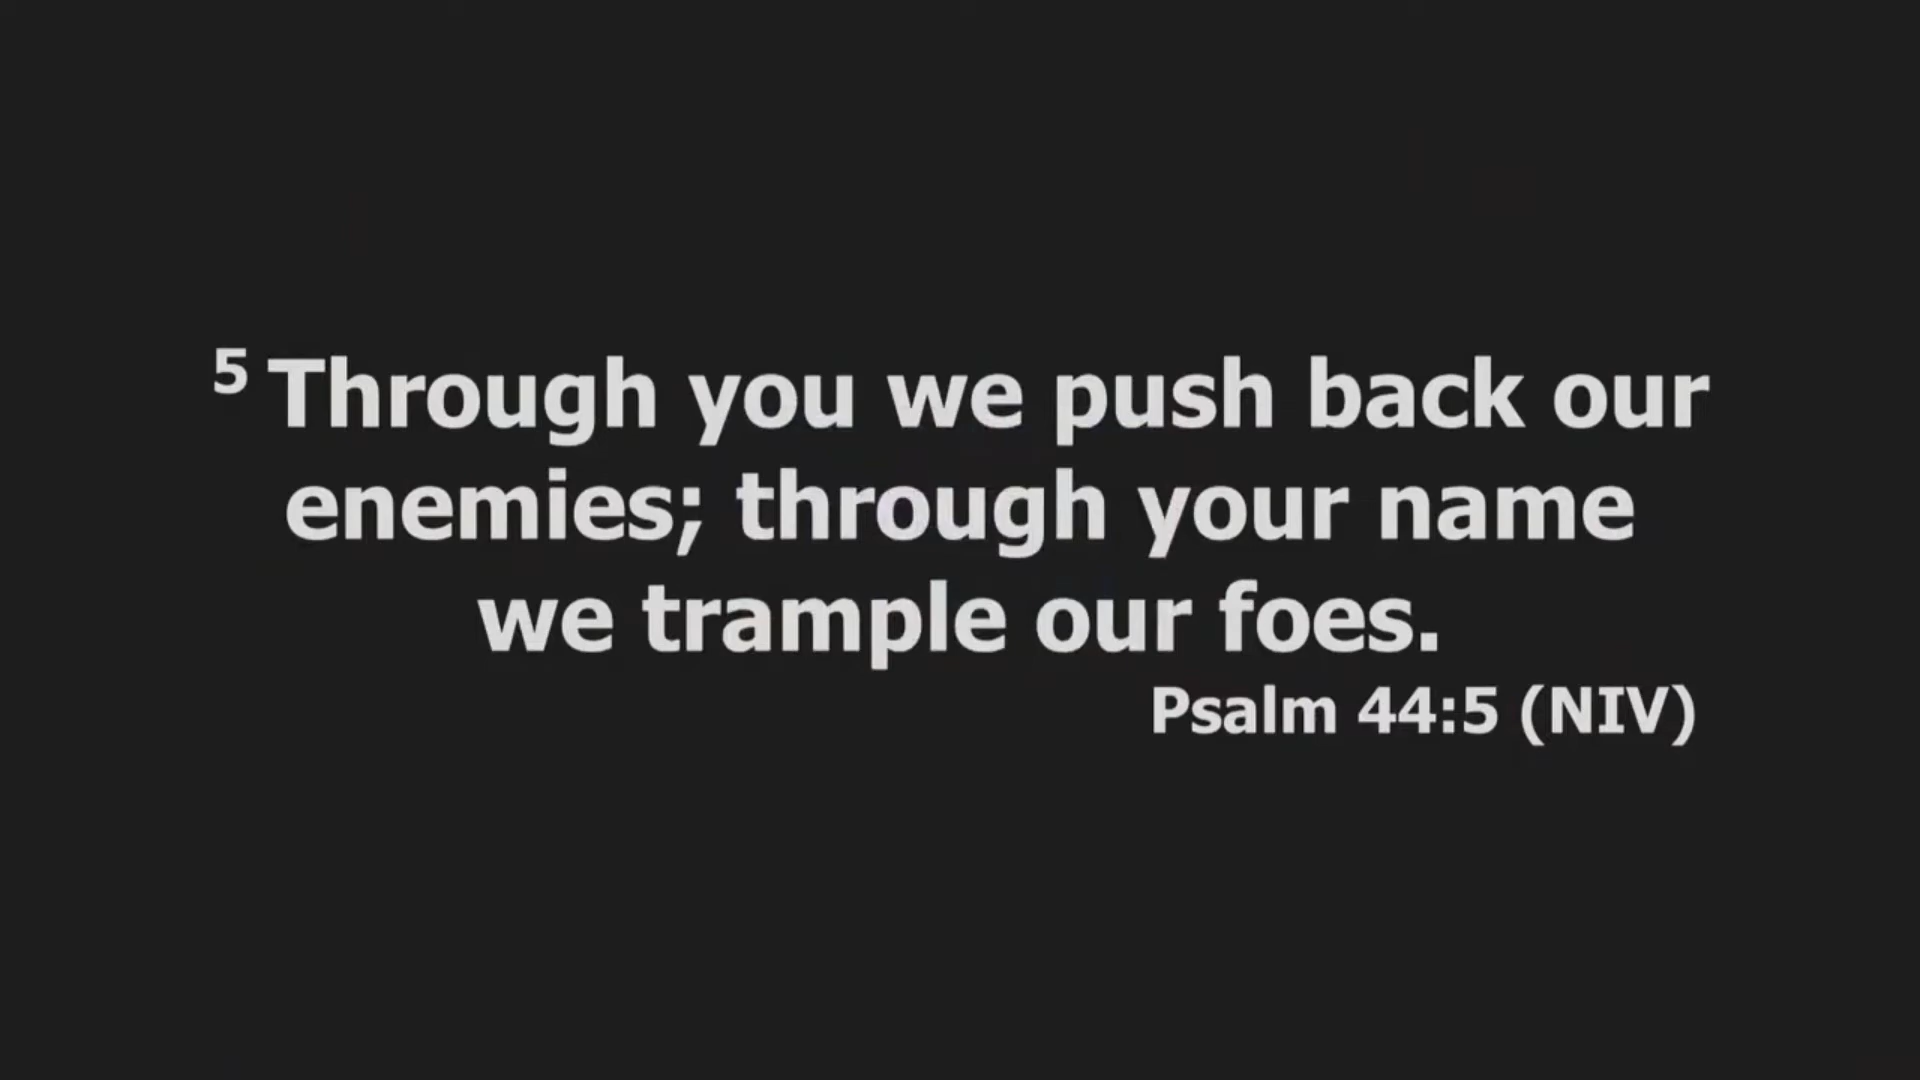 5 Through you we push back our
enemies; through your name
we trample our foes.
Psalm 44:5 (NIV)